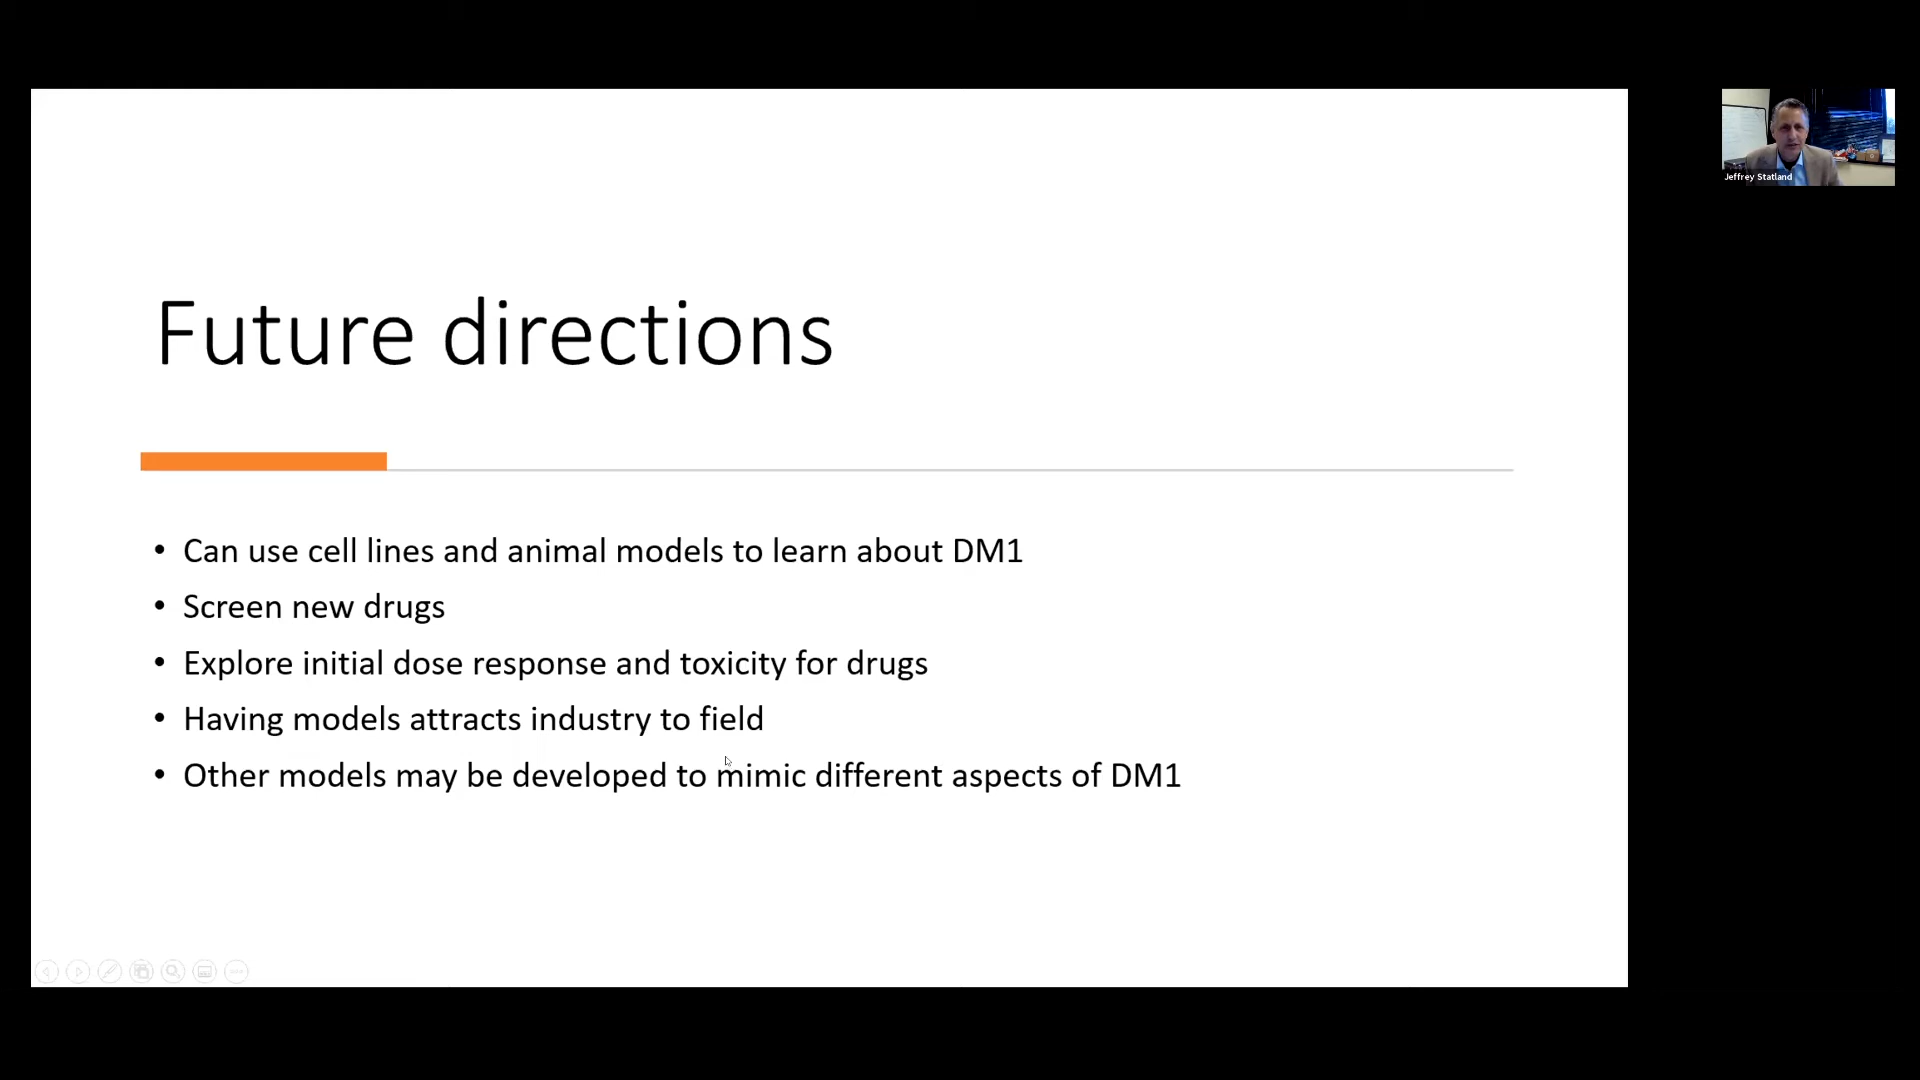 Future directions
• Can use cell lines and animal models to learn about DM1
• Screen new drugs
• Explore initial dose response and toxicity for drugs
• Having models attracts industry to field
• Other models may be developed to mimic different aspects of DM1
Jeffrey Statland